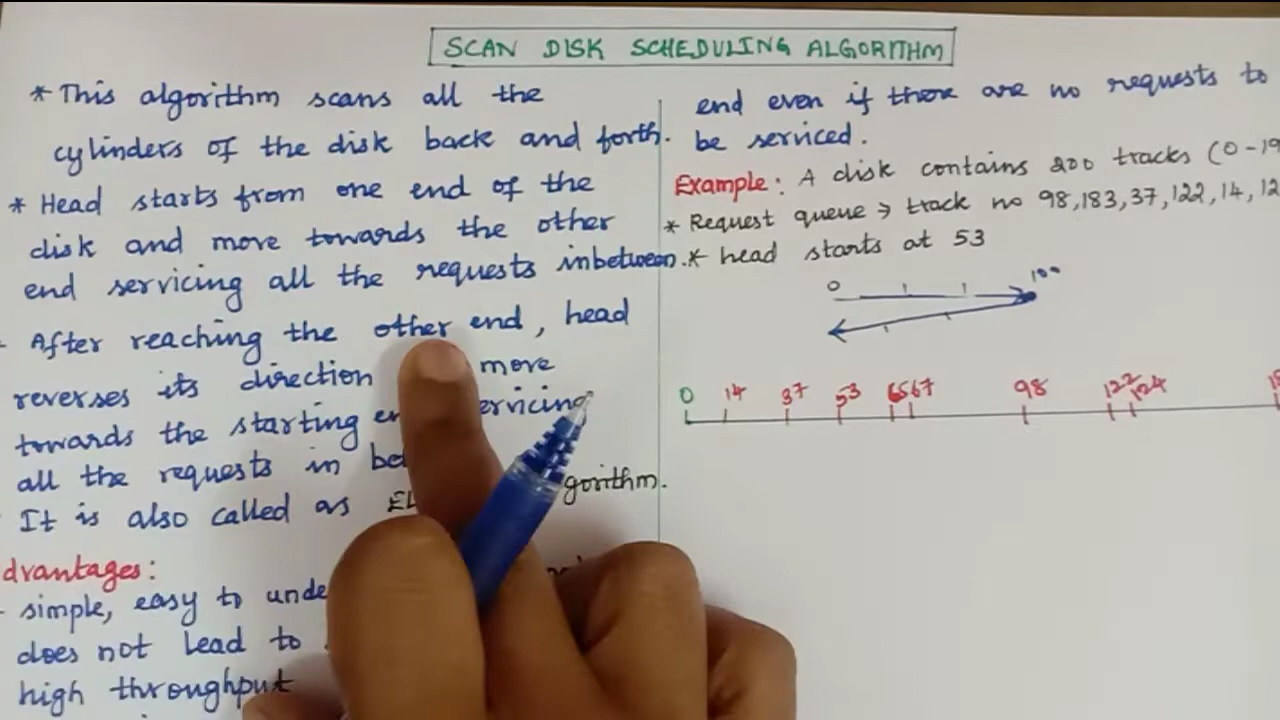 SCAN DISK SCHEDULING ALGORITHM
* This algorithm scans all the
cylinders of the disk back and forth.
* Head starts from one end of the
disk and move towards the other
end servicing all the requests inbetween.
- After reaching the other end, head
reverses its direction more
towards the starting
all the requests in
It is also called as
dvantages:
- simple, easy to
does not lead to
high throughput
end even if there are no requests to
be serviced.
Example: A disk contains 200 tracks (0-19
* Request queue → track no 98,183,37,122,14,12
* head starts at 53
0 100
0 14 37 53 65 67 98 122 124